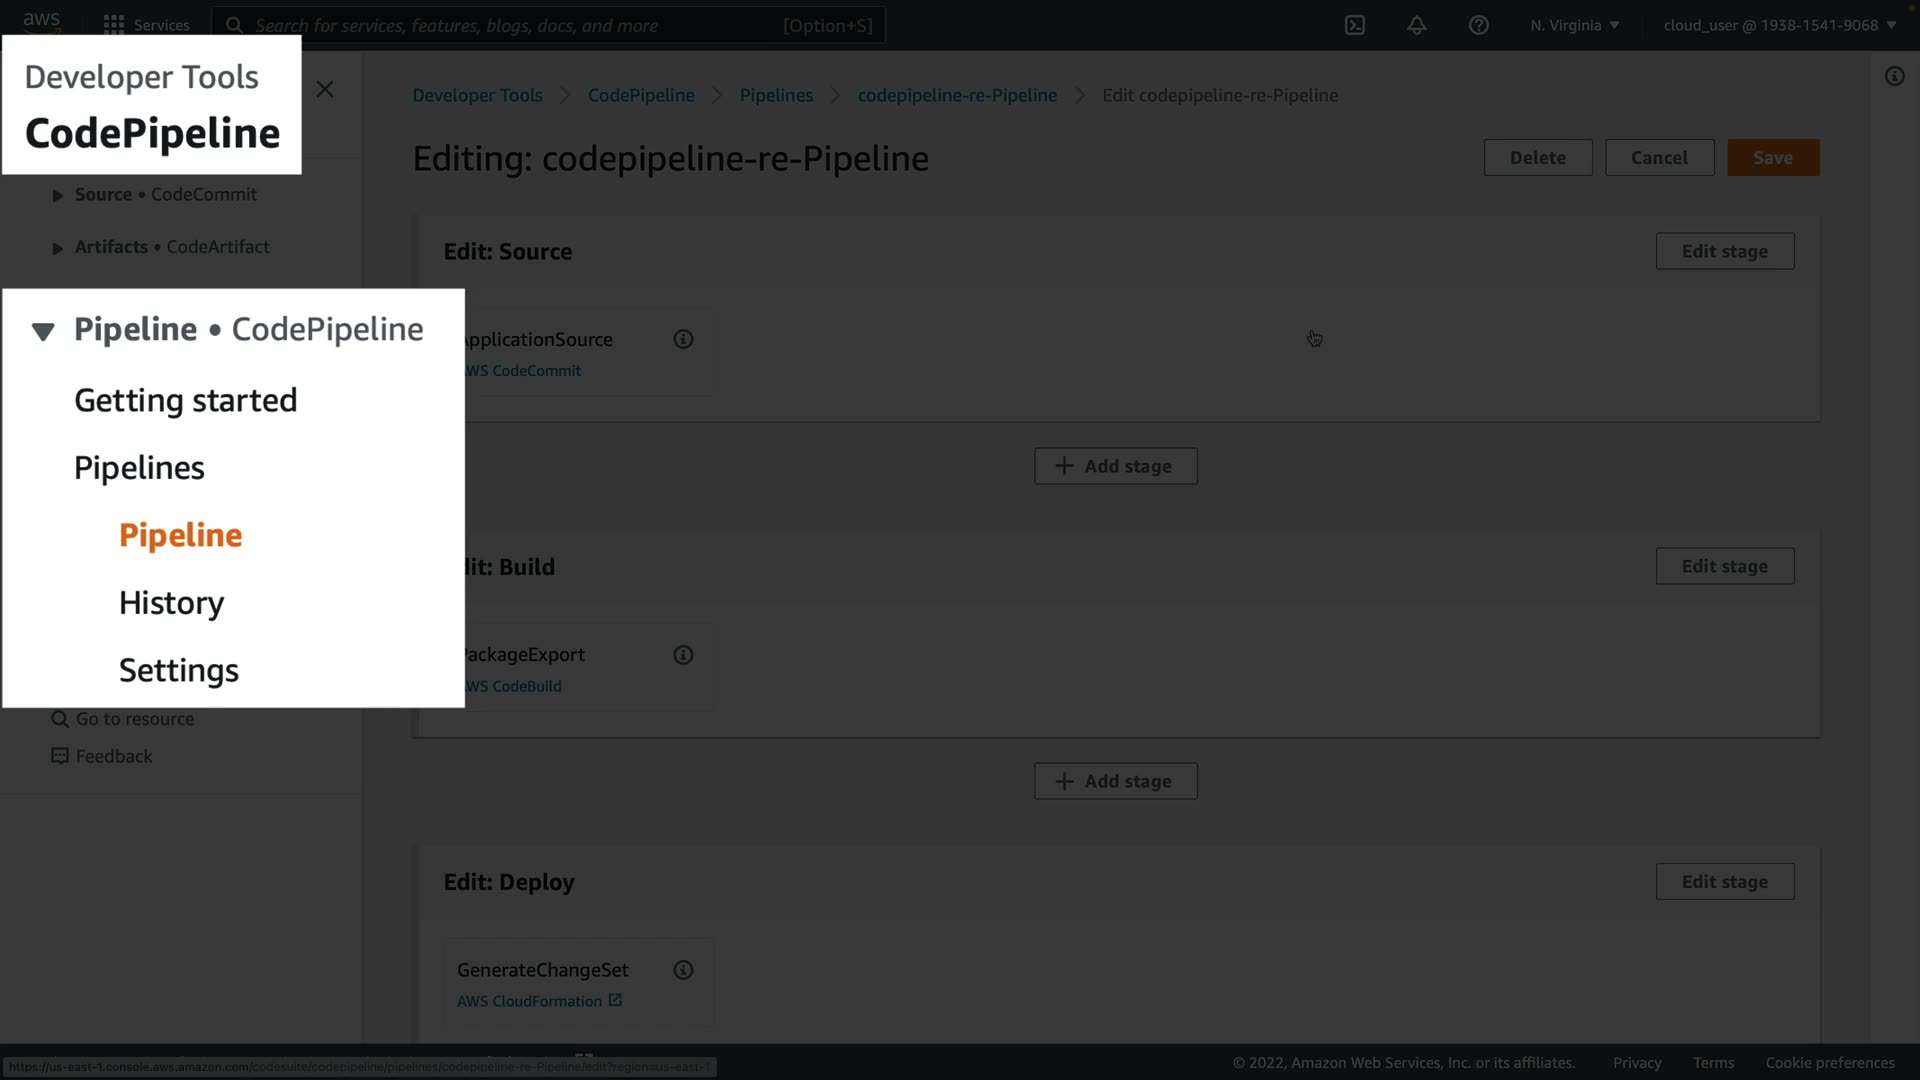 aws
Services
Search for services, features, blogs, docs, and more
[Option+S]
N. Virginia
cloud_user @ 1938-1541-9068
Developer Tools
CodePipeline
Source • CodeCommit
Artifacts • CodeArtifact
Pipeline • CodePipeline
Getting started
Pipelines
Pipeline
History
Settings
Go to resource
Feedback
Developer Tools
CodePipeline
Pipelines
codepipeline-re-Pipeline
Edit codepipeline-re-Pipeline
Editing: codepipeline-re-Pipeline
Delete
Cancel
Save
Edit: Source
Edit stage
pplicationSource
WS CodeCommit
Add stage
dit: Build
Edit stage
PackageExport
WS CodeBuild
Add stage
Edit: Deploy
Edit stage
GenerateChangeSet
AWS CloudFormation
https://us-east-1.console.aws.amazon.com/codesuite/codepipeline/pipelines/codepipeline-re-Pipeline/edit?region=us-east-1
© 2022, Amazon Web Services, Inc. or its affiliates.
Privacy
Terms
Cookie preferences